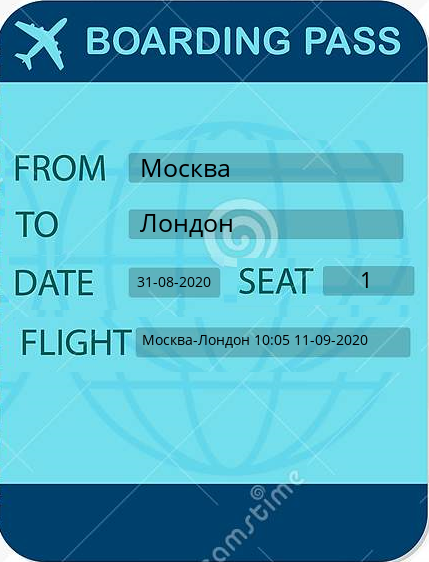 BOARDING PASS
FROM Москва
TO Лондон
DATE 31-08-2020 SEAT 1
FLIGHT Москва-Лондон 10:05 11-09-2020
amstime